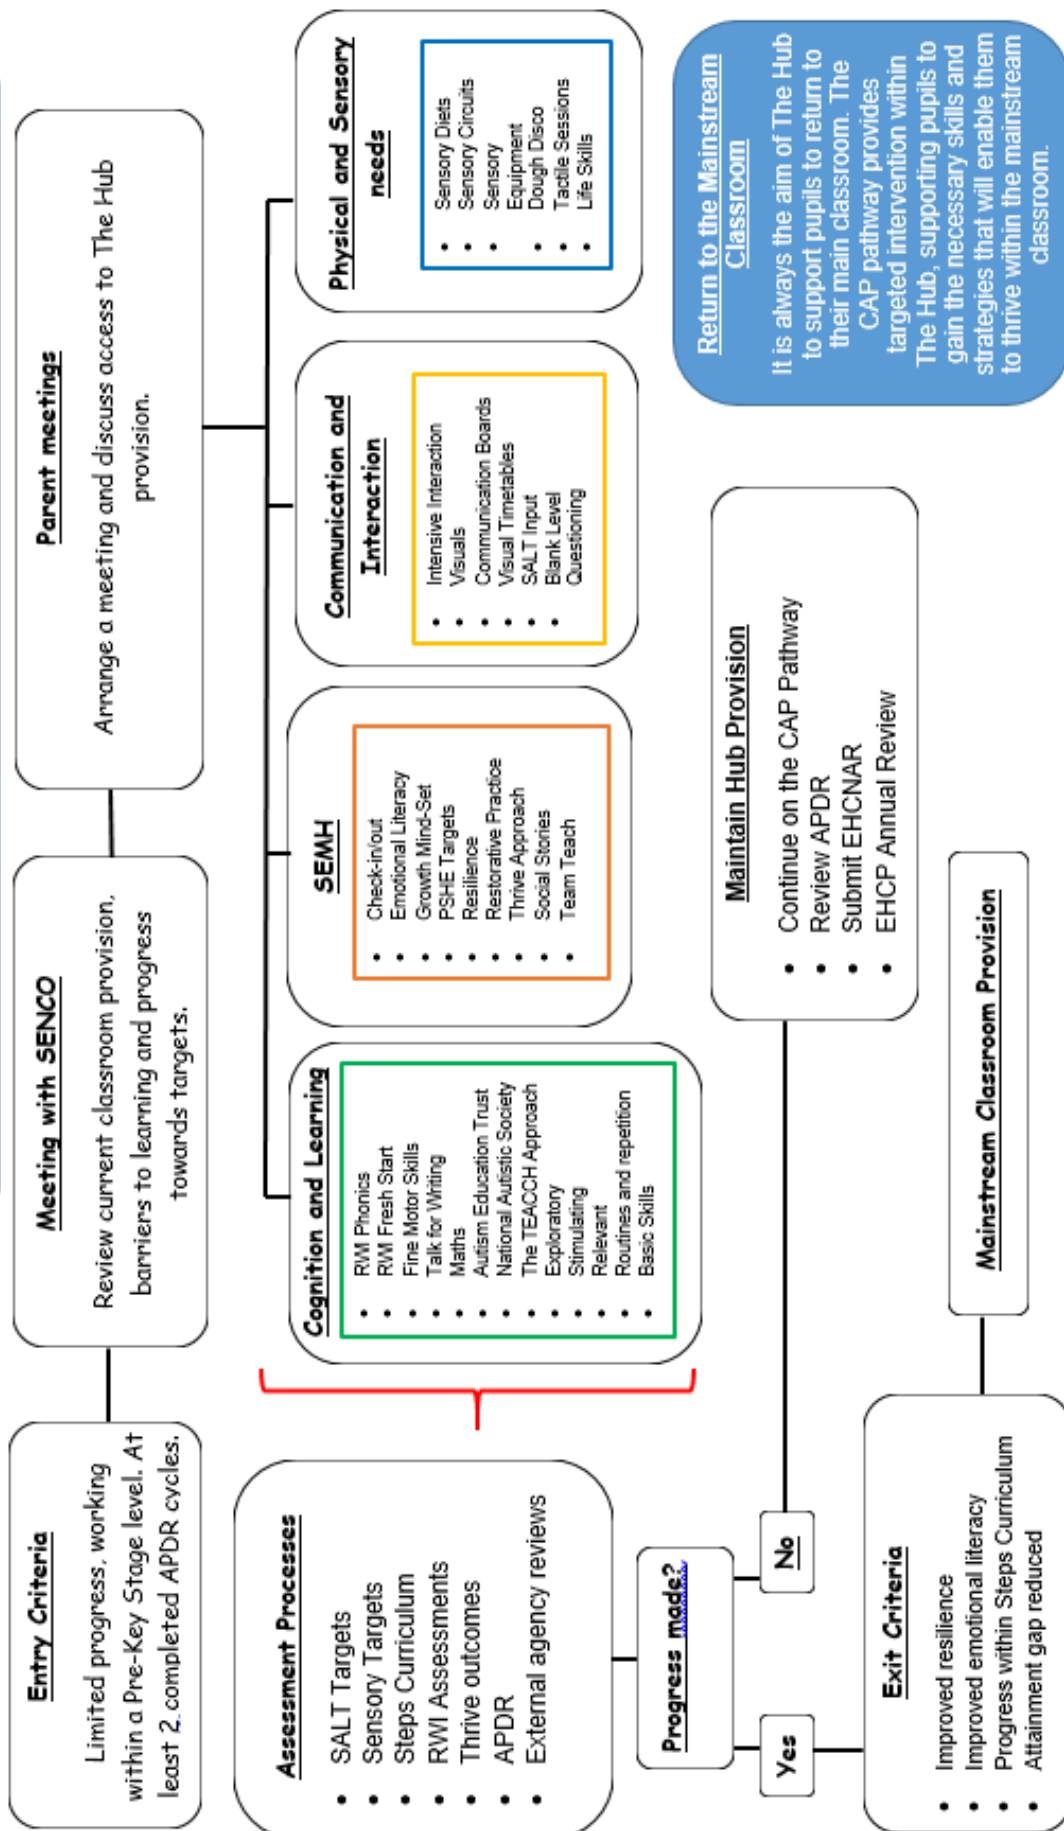 Entry Criteria
Limited progress, working
within a Pre-Key Stage level. At
least 2 completed APDR cycles.
Meeting with SENCO
Review current classroom provision,
barriers to learning and progress
towards targets.
Parent meetings
Arrange a meeting and discuss access to The Hub
provision.
Assessment Processes
• SALT Targets
• Sensory Targets
• Steps Curriculum
• RWI Assessments
• Thrive outcomes
• APDR
• External agency reviews
Cognition and Learning
• RWI Phonics
• RWI Fresh Start
• Fine Motor Skills
• Talk for Writing
• Maths
• Autism Education Trust
• National Autistic Society
• The TEACCH Approach
• Exploratory
• Stimulating
• Relevant
• Routines and repetition
• Basic Skills
SEMH
• Check-in/out
• Emotional Literacy
• Growth Mind-Set
• PSHE Targets
• Resilience
• Restorative Practice
• Thrive Approach
• Social Stories
• Team Teach
Communication and
Interaction
• Intensive Interaction
• Visuals
• Communication Boards
• Visual Timetables
• SALT Input
• Blank Level
Questioning
Physical and Sensory
needs
• Sensory Diets
• Sensory Circuits
• Sensory
Equipment
• Dough Disco
• Tactile Sessions
• Life Skills
Progress made?
Yes
No
Maintain Hub Provision
• Continue on the CAP Pathway
• Review APDR
• Submit EHCNAR
• EHCP Annual Review
Exit Criteria
• Improved resilience
• Improved emotional literacy
• Progress within Steps Curriculum
• Attainment gap reduced
Mainstream Classroom Provision
Return to the Mainstream
Classroom
It is always the aim of The Hub
to support pupils to return to
their main classroom. The
CAP pathway provides
targeted intervention within
The Hub, supporting pupils to
gain the necessary skills and
strategies that will enable them
to thrive within the mainstream
classroom.